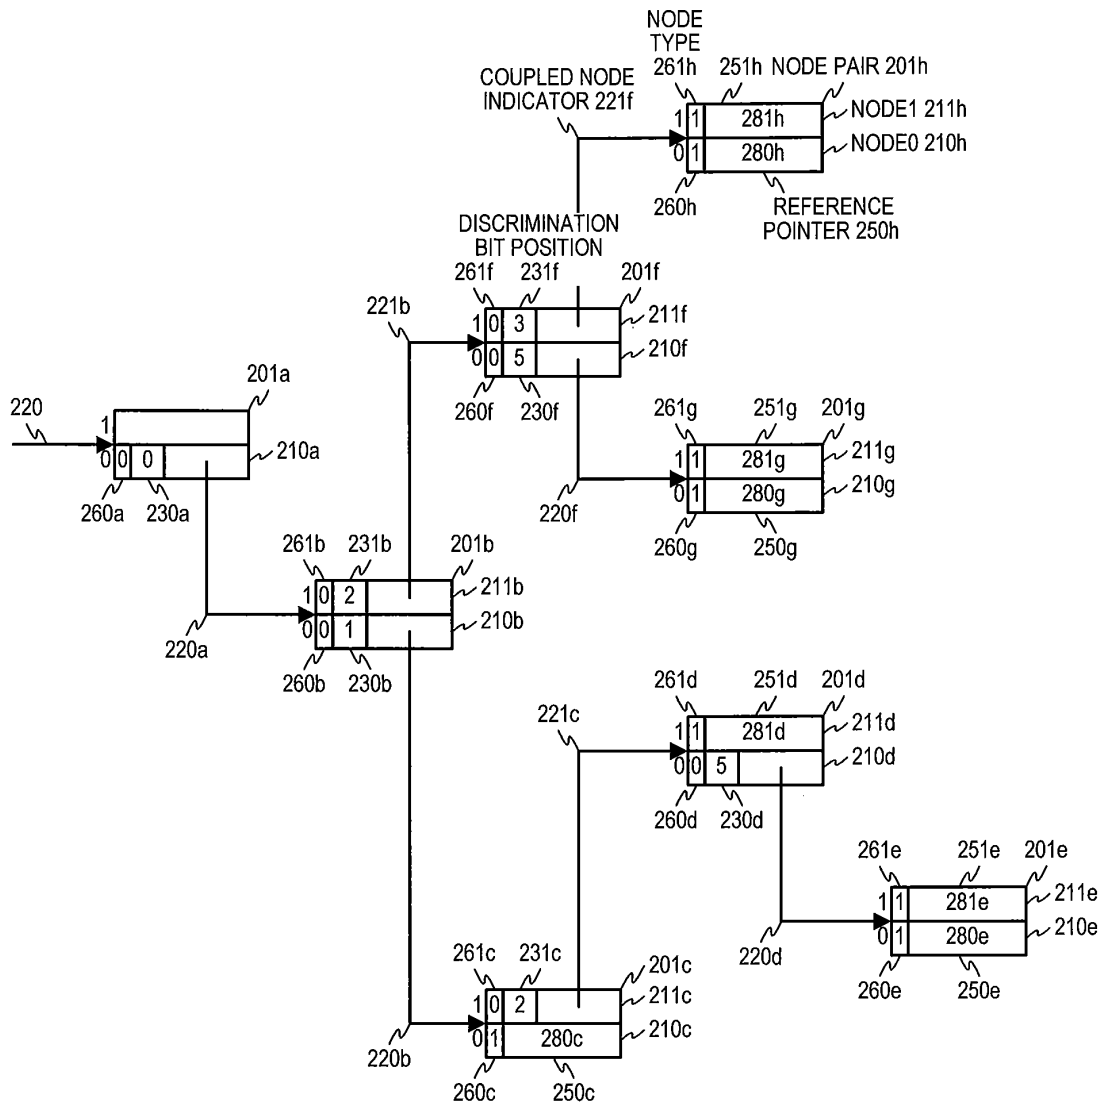 NODE
TYPE
261h 251h NODE PAIR 201h
COUPLED NODE
INDICATOR 221f
1 1 281h NODE1 211h
0 1 280h NODE0 210h
260h REFERENCE
POINTER 250h
DISCRIMINATION
BIT POSITION
261f 231f 201f
221b
1 0 3 211f
0 0 5 210f
260f 230f
201a
220
1
0 0 0 210a
260a 230a
261g 251g 201g
1 1 281g 211g
0 1 280g 210g
220f
260g 250g
261b 231b 201b
1 0 2 211b
0 0 1 210b
220a
260b 230b
261d 251d 201d
221c
1 1 281d 211d
0 0 5 210d
260d 230d
261e 251e 201e
1 1 281e 211e
0 1 280e 210e
220d
260e 250e
261c 231c 201c
1 0 2 211c
0 1 280c 210c
220b
260c 250c